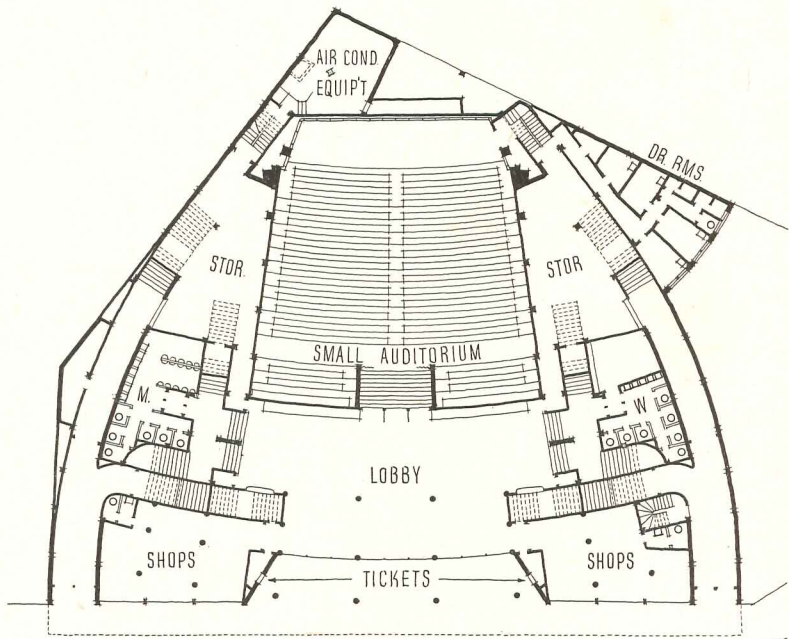 AIR COND.
EQUIP'T
DR. RMS.
STOR.
STOR
SMALL AUDITORIUM
M.
W
LOBBY
SHOPS
SHOPS
TICKETS